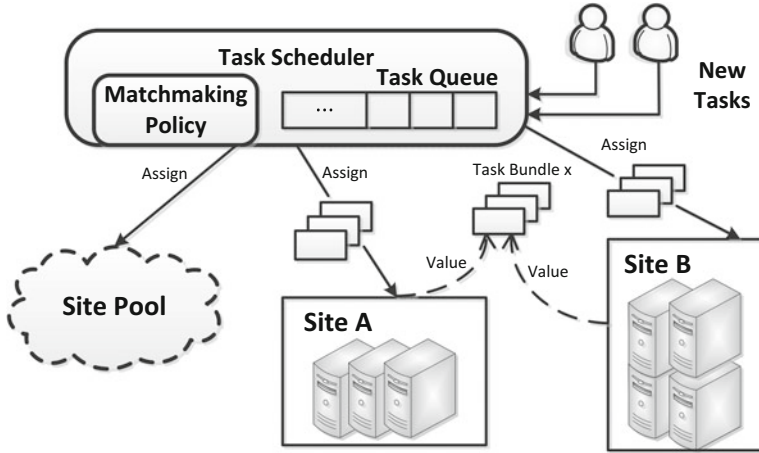 Task Scheduler
Task Queue
Matchmaking
Policy
...
New
Tasks
Assign
Assign
Task Bundle x
Assign
Value
Value
Site Pool
Site A
Site B